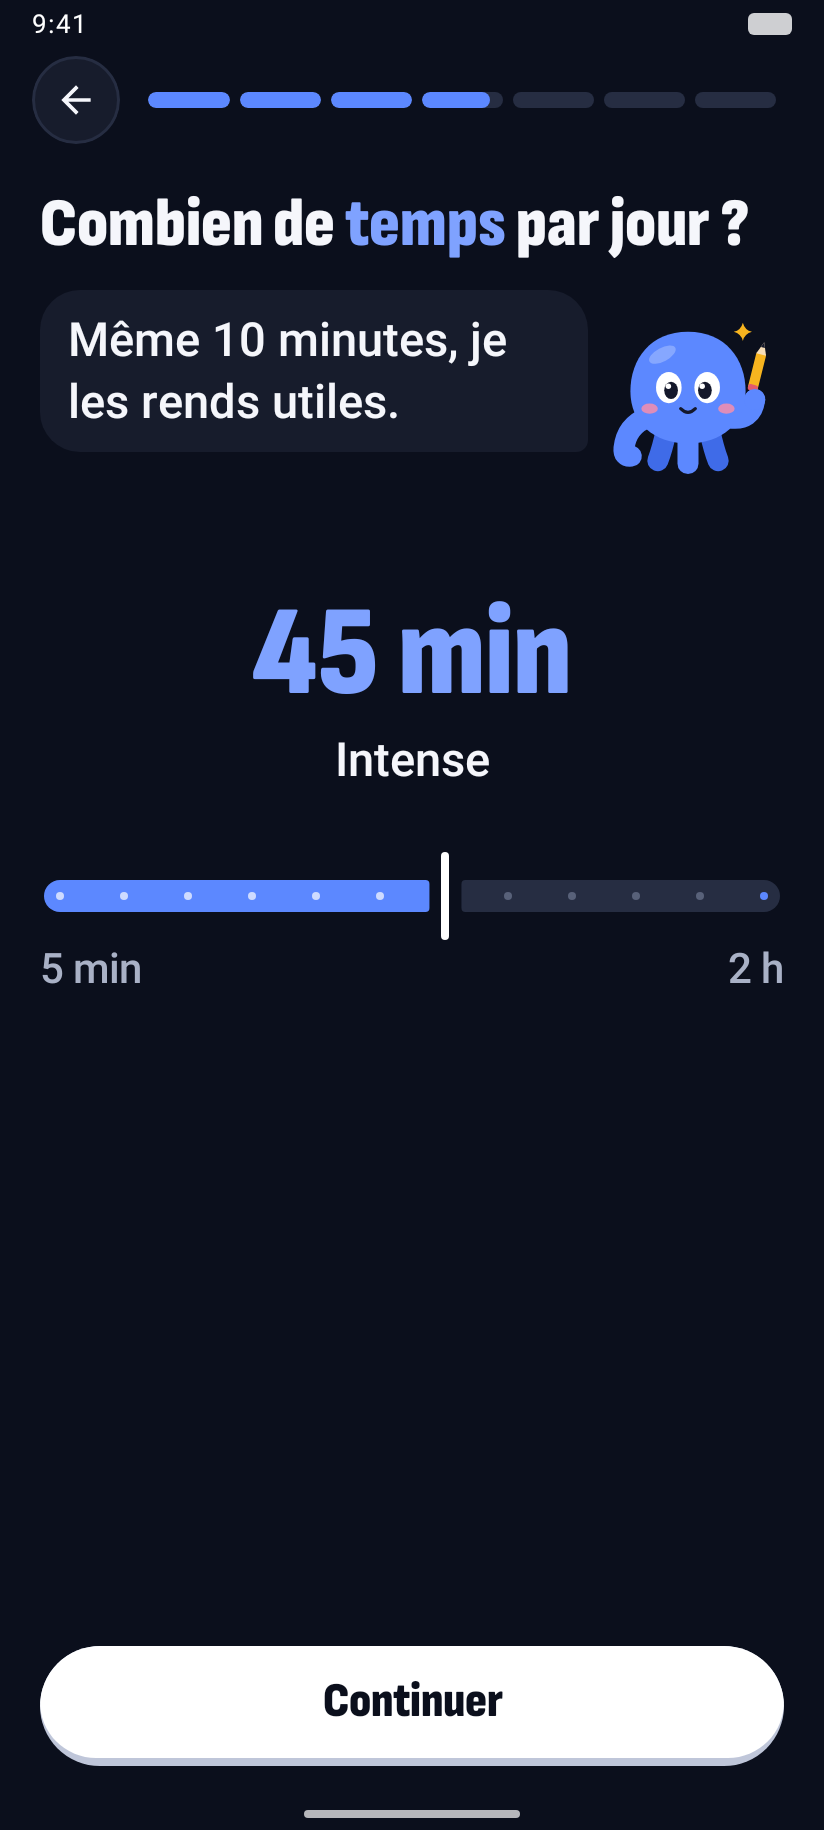 9:41
Combien de temps par jour ?
Même 10 minutes, je
les rends utiles.
45 min
Intense
5 min
2 h
Continuer